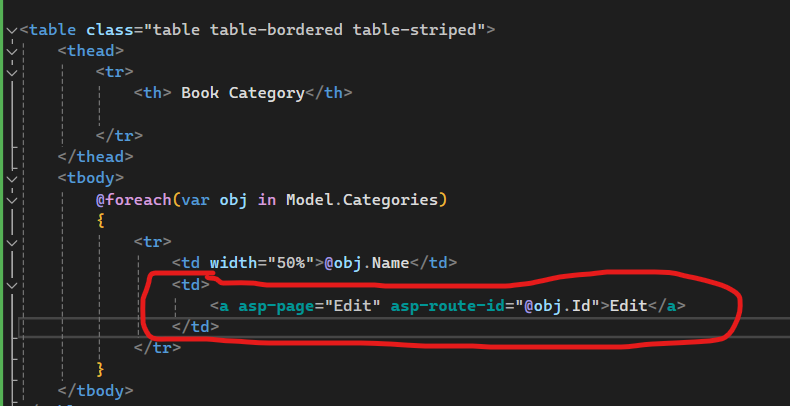 <table class="table table-bordered table-striped">
<thead>
<tr>
<th> Book Category</th>
</tr>
</thead>
<tbody>
@foreach(var obj in Model.Categories)
{
<tr>
<td width="50%">@obj.Name</td>
<td>
<a asp-page="Edit" asp-route-id="@obj.Id">Edit</a>
</td>
</tr>
}
</tbody>